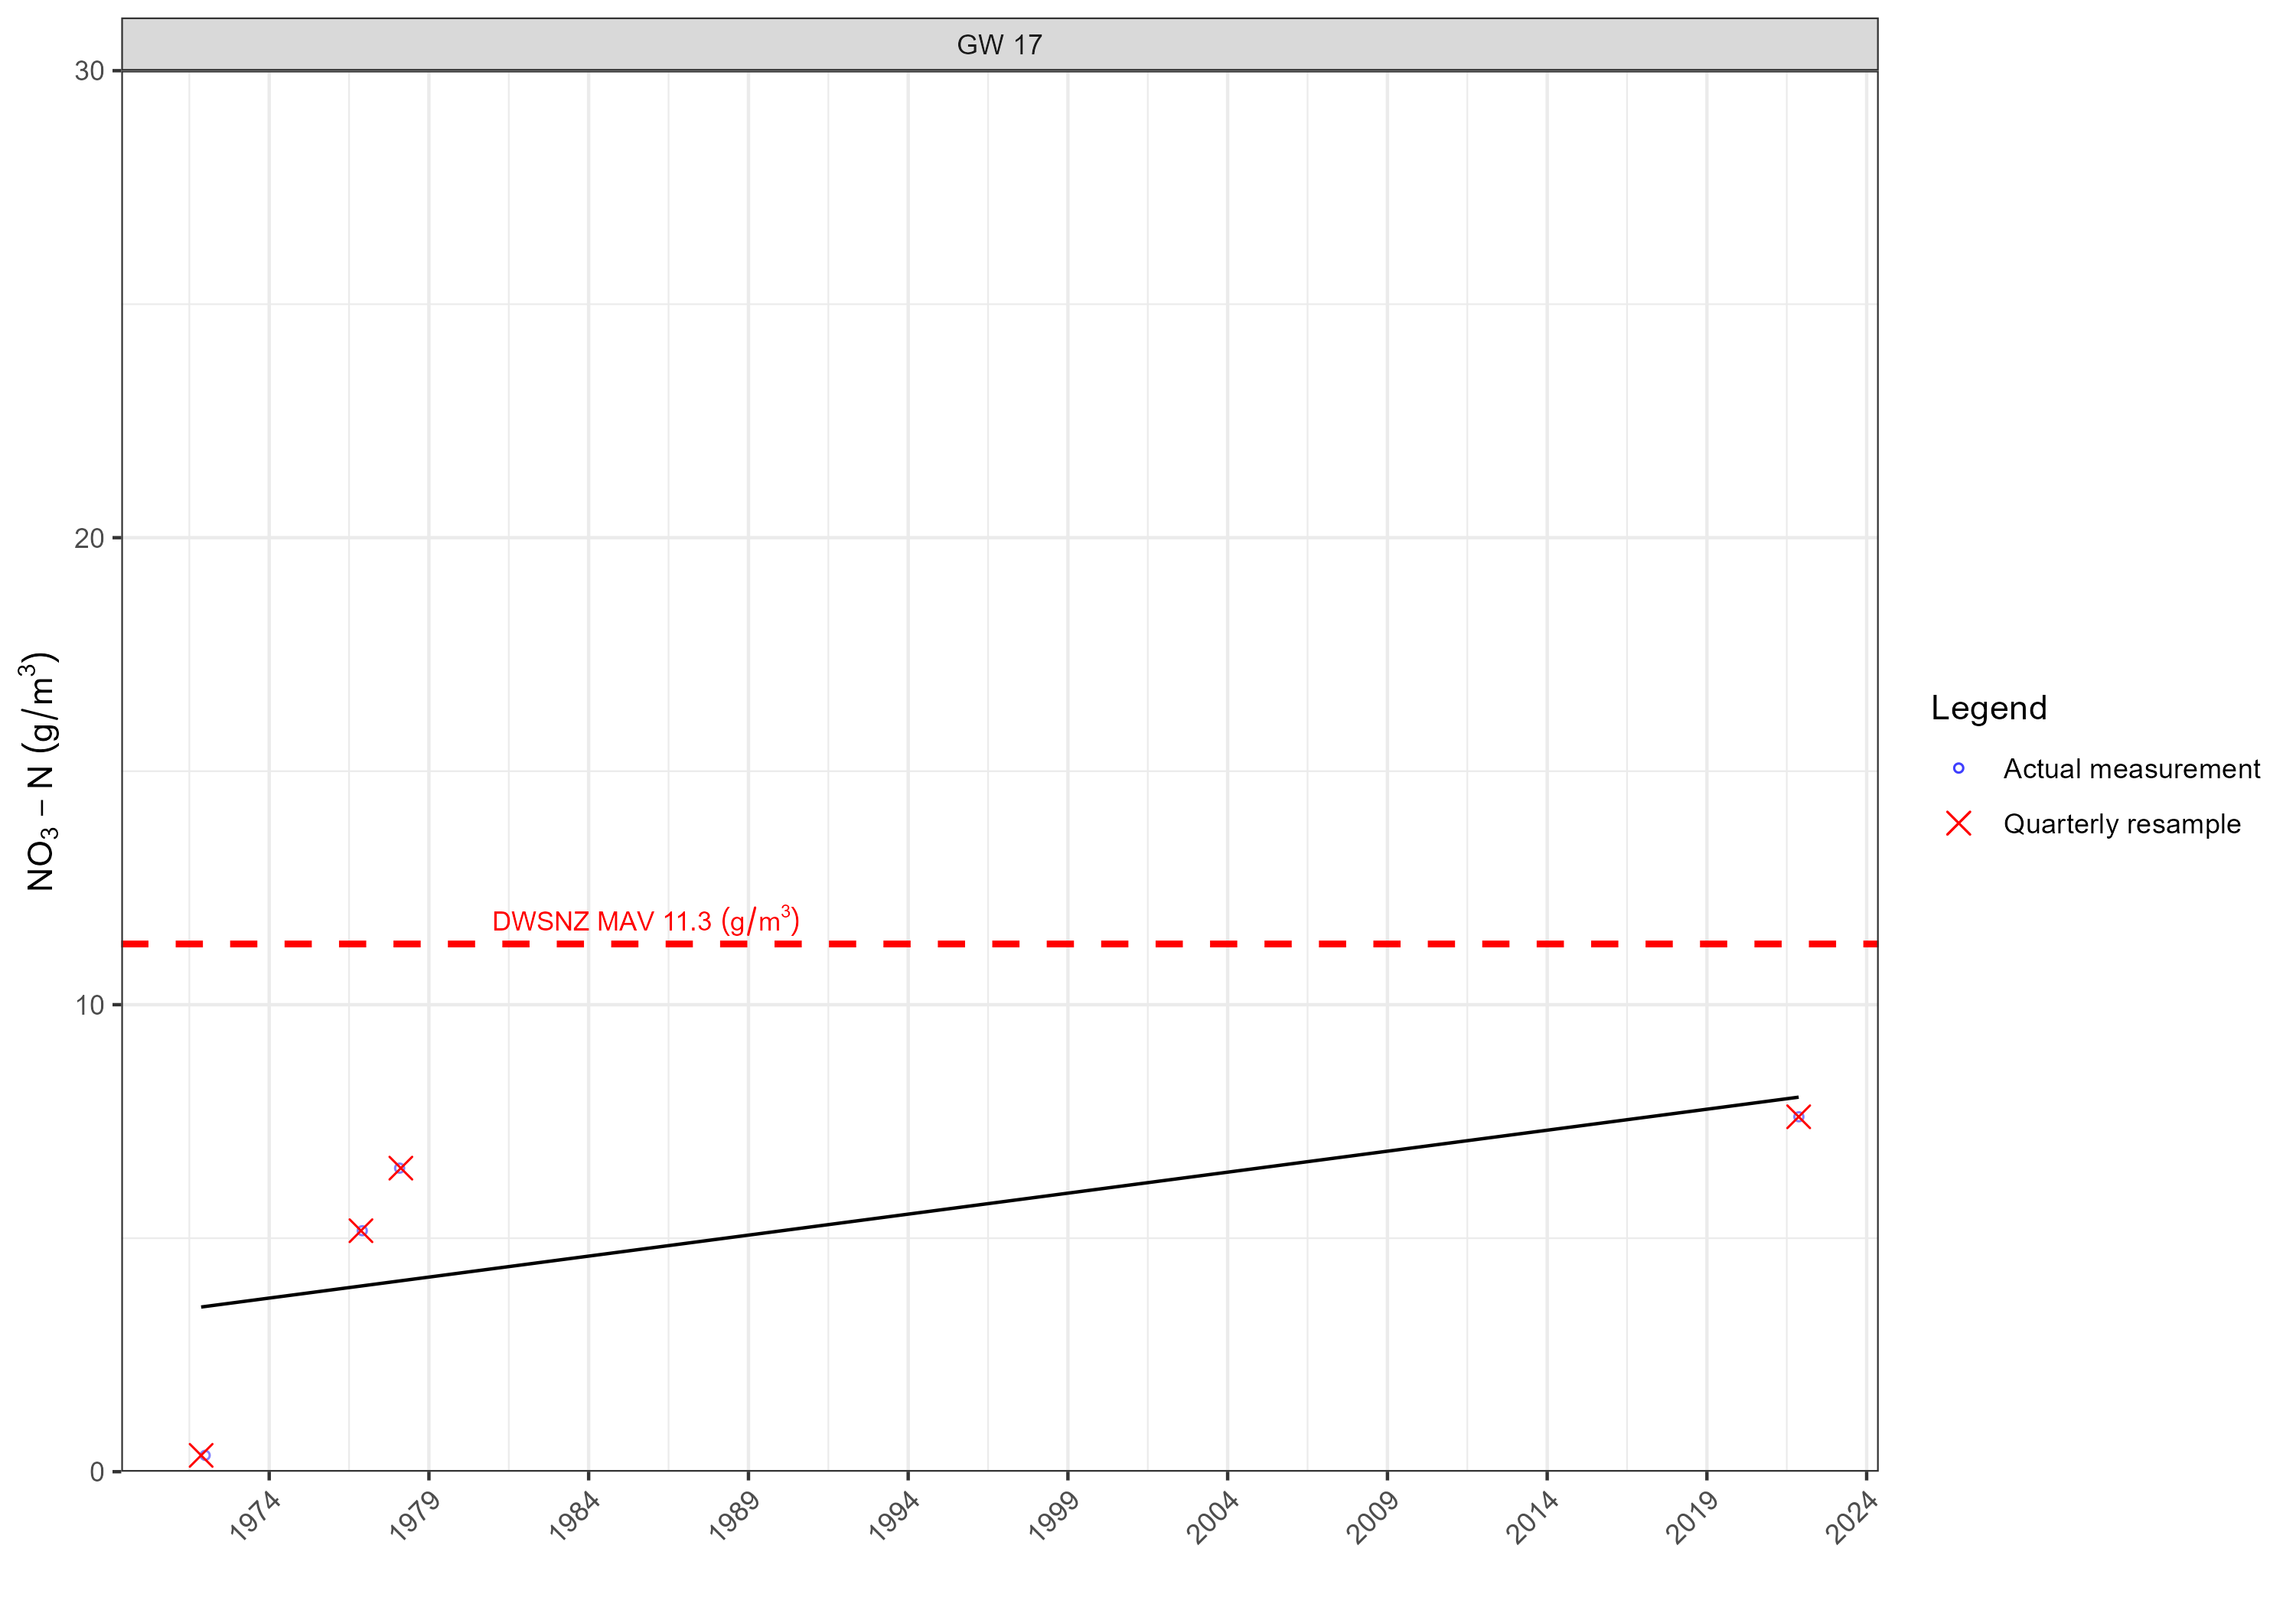 GW 17
30
20
10
0
NO₃ – N (g/m³)
DWSNZ MAV 11.3 (g/m³)
1974
1979
1984
1989
1994
1999
2004
2009
2014
2019
2024
Legend
Actual measurement
Quarterly resample